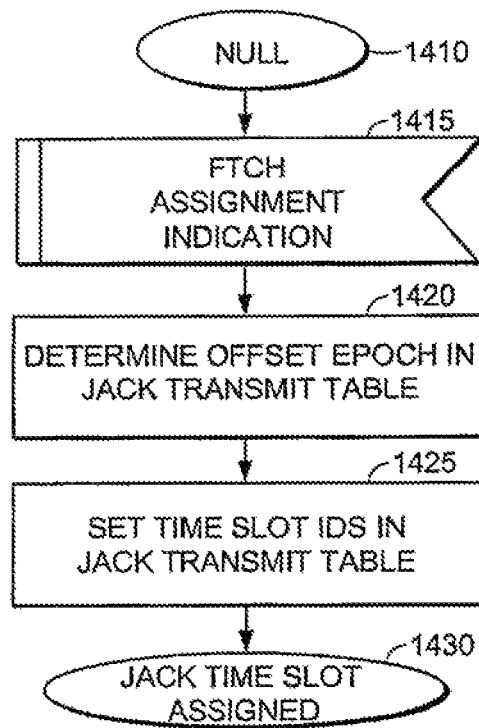 NULL
1410
1415
FTCH
ASSIGNMENT
INDICATION
1420
DETERMINE OFFSET EPOCH IN
JACK TRANSMIT TABLE
1425
SET TIME SLOT IDS IN
JACK TRANSMIT TABLE
1430
JACK TIME SLOT
ASSIGNED